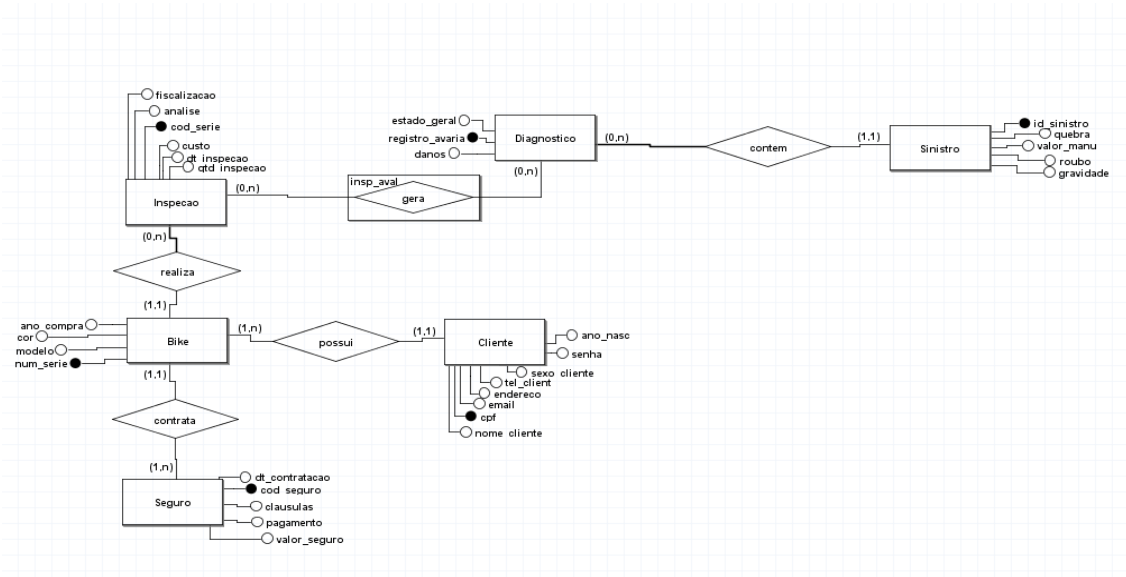 fiscalizacao
analise
cod_serie
custo
dt_inspecao
qtd_inspecao
Inspecao
(0,n)
(0,n)
estado_geral
registro_avaria
danos
Diagnostico
(0,n)
(0,n)
contem
(1,1)
Sinistro
id_sinistro
quebra
valor_manu
roubo
gravidade
insp_aval
gera
realiza
(1,1)
ano_compra
cor
modelo
num_serie
Bike
(1,n)
(1,1)
possui
(1,1)
Cliente
ano_nasc
senha
sexo_cliente
tel_client
endereco
email
cpf
nome_cliente
contrata
(1,n)
Seguro
dt_contratacao
cod_seguro
clausulas
pagamento
valor_seguro